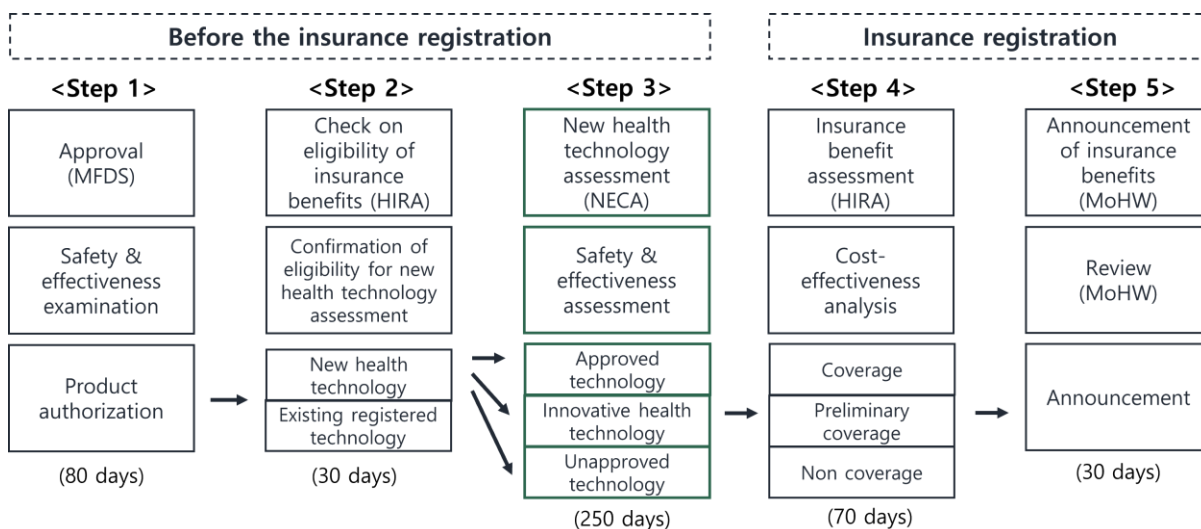 Before the insurance registration
Insurance registration
<Step 1>
<Step 2>
<Step 3>
<Step 4>
<Step 5>
Approval
(MFDS)
Check on
eligibility of
insurance
benefits (HIRA)
New health
technology
assessment
(NECA)
Insurance
benefit
assessment
(HIRA)
Announcement
of insurance
benefits
(MoHW)
Safety &
effectiveness
examination
Confirmation of
eligibility for new
health technology
assessment
Safety &
effectiveness
assessment
Cost-
effectiveness
analysis
Review
(MoHW)
Product
authorization
New health
technology
Existing registered
technology
Approved
technology
Innovative health
technology
Unapproved
technology
Coverage
Preliminary
coverage
Non coverage
Announcement
(80 days)
(30 days)
(250 days)
(70 days)
(30 days)